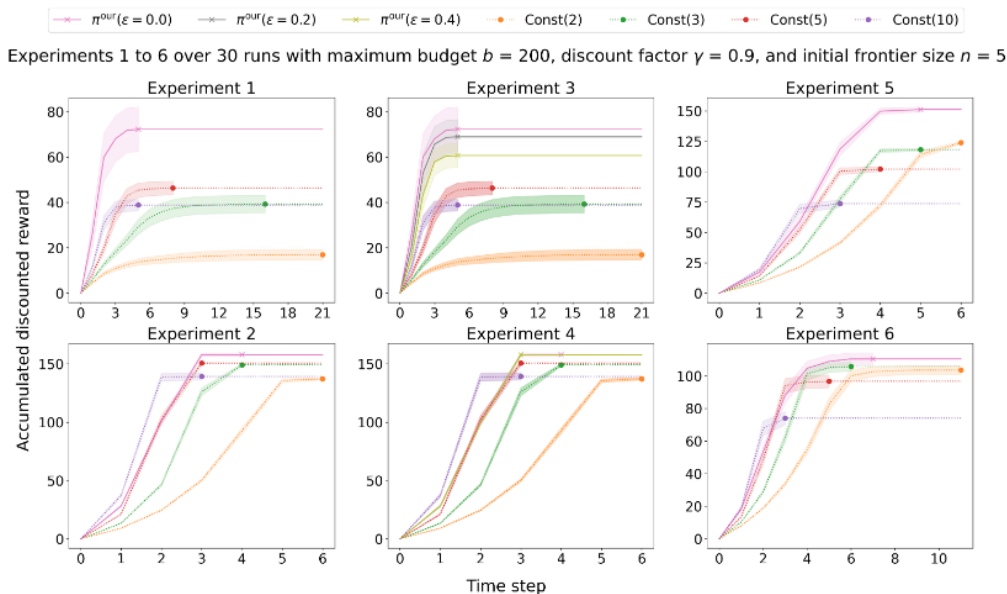 π^our(ε = 0.0) π^our(ε = 0.2) π^our(ε = 0.4) Const(2) Const(3) Const(5) Const(10)
Experiments 1 to 6 over 30 runs with maximum budget b = 200, discount factor γ = 0.9, and initial frontier size n = 5
Accumulated discounted reward
Experiment 1
80
60
40
20
0
0 3 6 9 12 15 18 21
Experiment 3
80
60
40
20
0
0 3 6 9 12 15 18 21
Experiment 5
150
125
100
75
50
25
0
0 1 2 3 4 5 6
Experiment 2
150
100
50
0
0 1 2 3 4 5 6
Experiment 4
150
100
50
0
0 1 2 3 4 5 6
Experiment 6
100
80
60
40
20
0
0 2 4 6 8 10
Time step